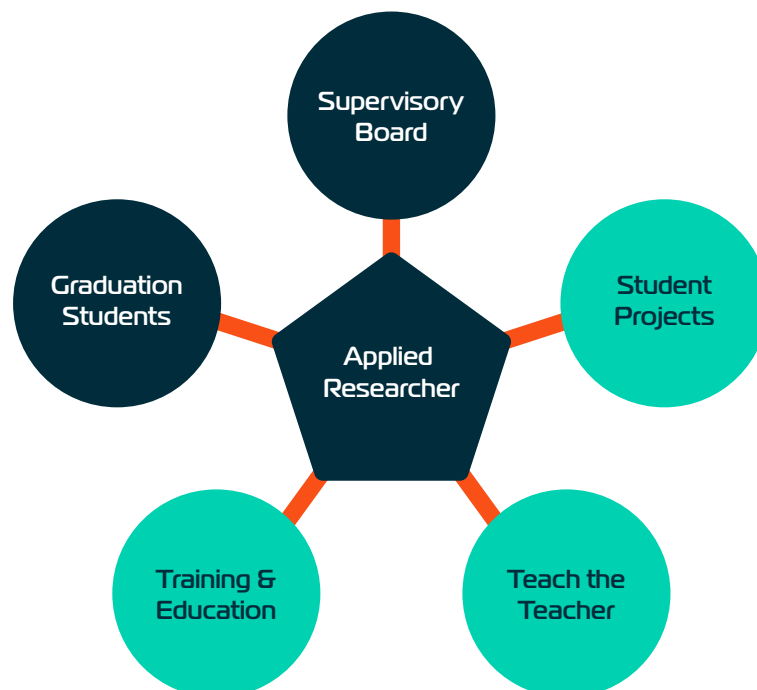 Supervisory
Board
Graduation
Students
Student
Projects
Applied
Researcher
Training &
Education
Teach the
Teacher